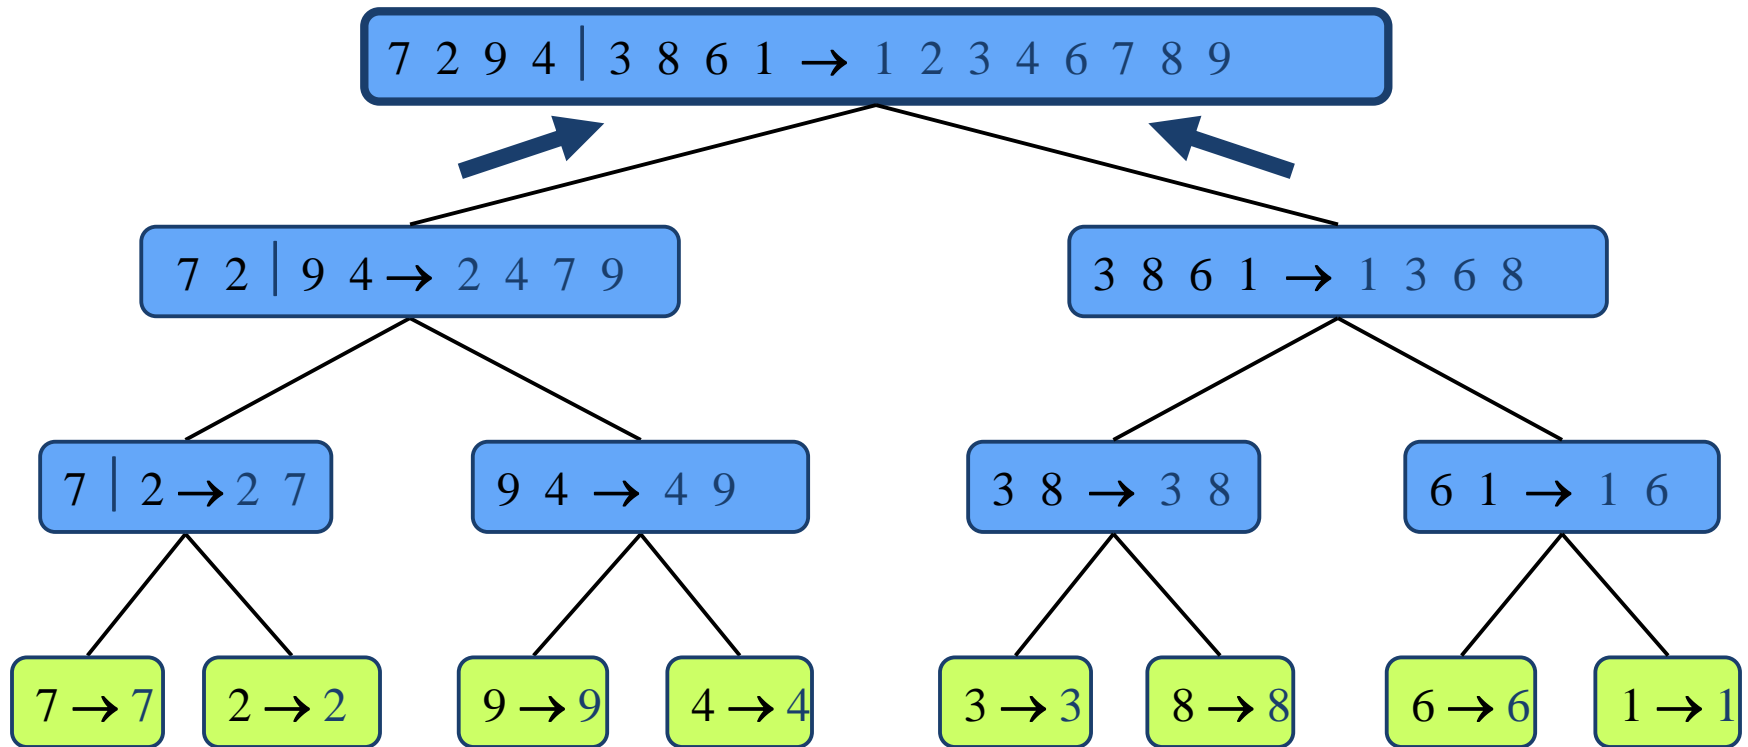 7 2 9 4 | 3 8 6 1 → 1 2 3 4 6 7 8 9
7 2 | 9 4 → 2 4 7 9
3 8 6 1 → 1 3 6 8
7 | 2 → 2 7
9 4 → 4 9
3 8 → 3 8
6 1 → 1 6
7 → 7
2 → 2
9 → 9
4 → 4
3 → 3
8 → 8
6 → 6
1 → 1